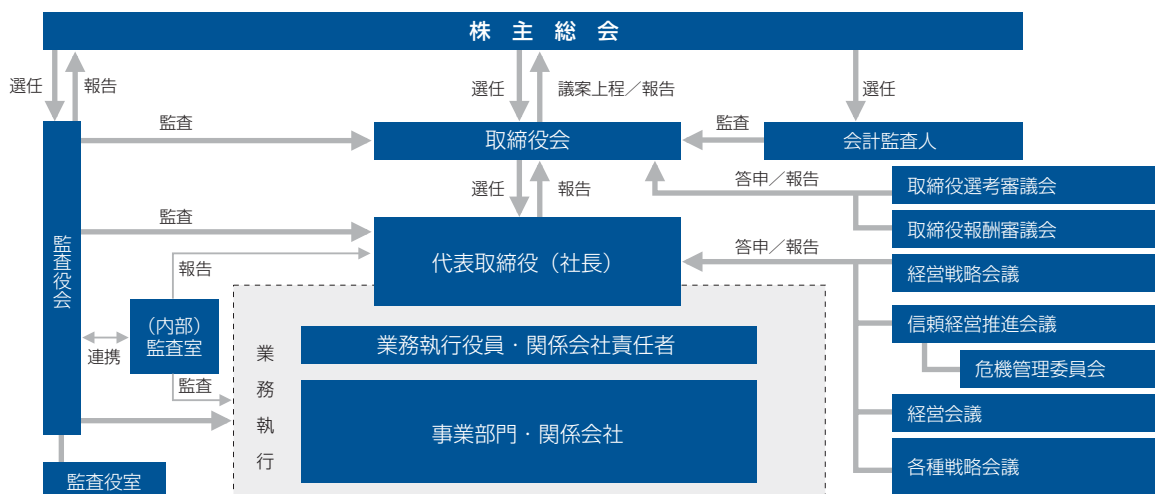 株主総会
選任
報告
選任
議案上程／報告
選任
監査
取締役会
監査
会計監査人
選任
報告
答申／報告
取締役選考審議会
取締役報酬審議会
監査
代表取締役（社長）
答申／報告
経営戦略会議
監査役会
報告
（内部）
監査室
連携
監査
業務執行
業務執行役員・関係会社責任者
信頼経営推進会議
危機管理委員会
事業部門・関係会社
経営会議
各種戦略会議
監査役室